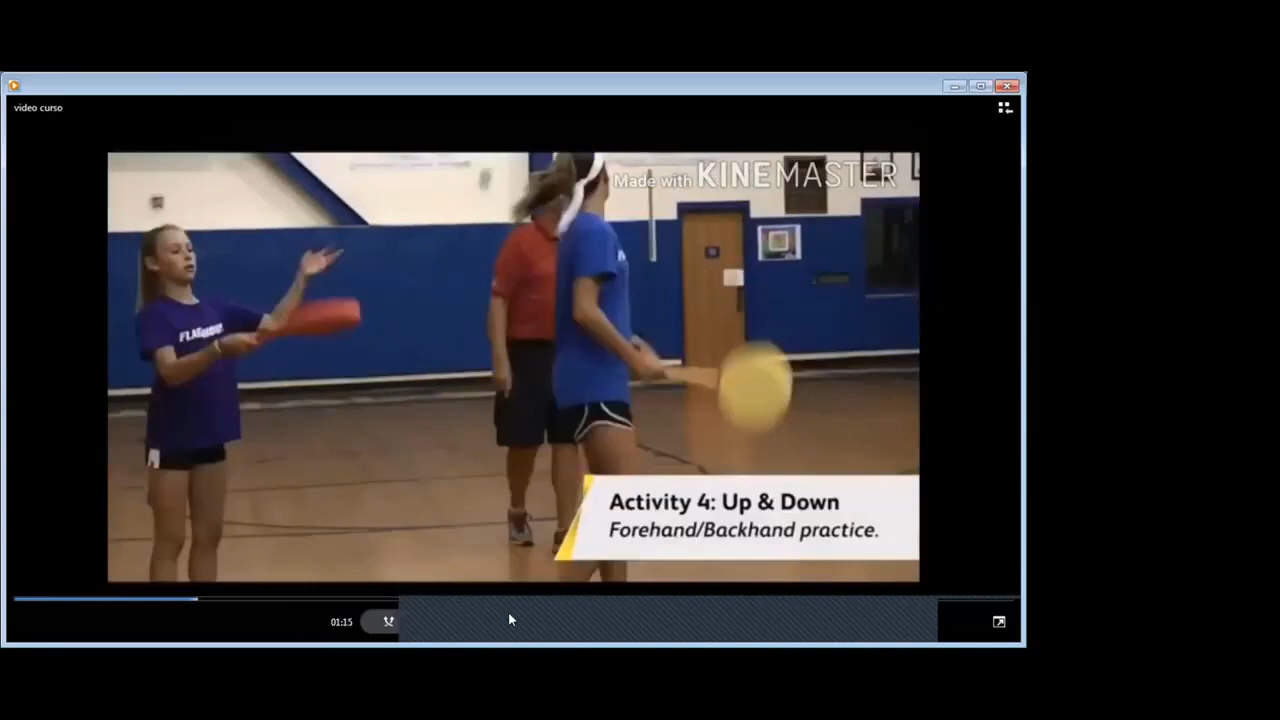 video curso
Made with KINEMASTER
Activity 4: Up & Down
Forehand/Backhand practice.
01:15